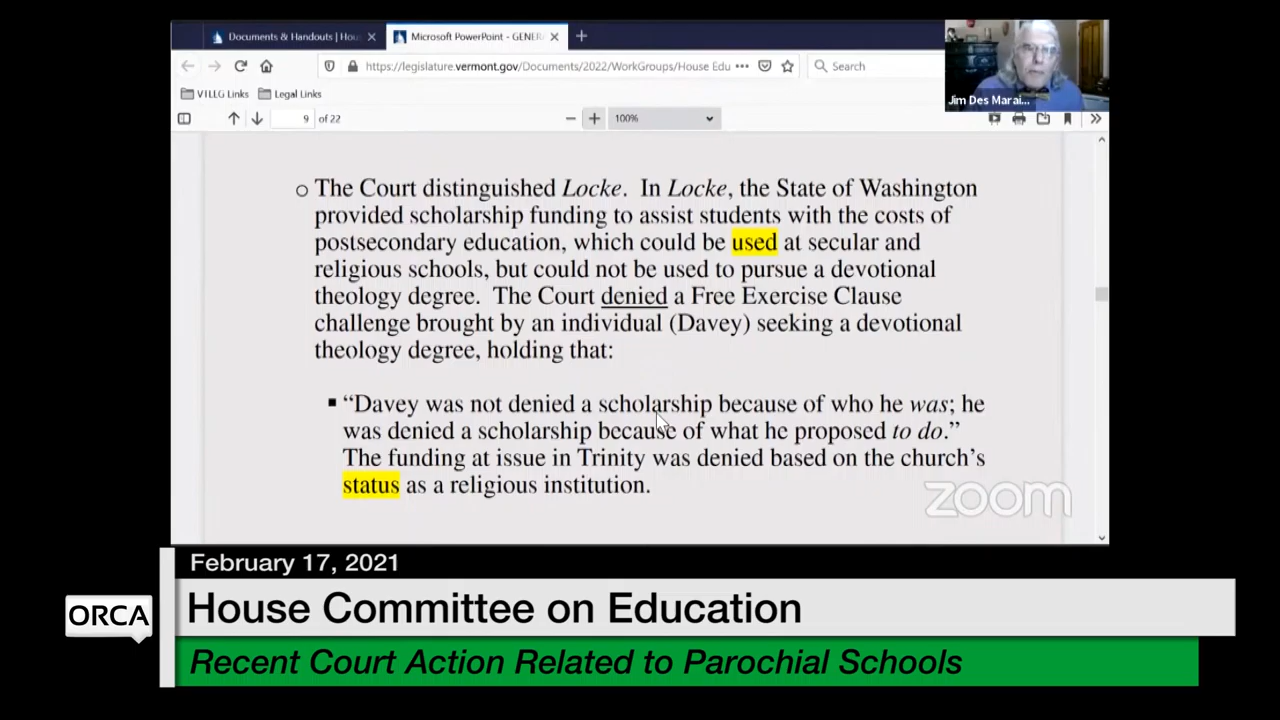 Documents & Handouts | Hou
Microsoft PowerPoint - GENER
https://legislature.vermont.gov/Documents/2022/WorkGroups/House Edu
Search
VT LEG Links
Legal Links
Jim Des Marai...
9 of 22
100%
The Court distinguished Locke. In Locke, the State of Washington
provided scholarship funding to assist students with the costs of
postsecondary education, which could be used at secular and
religious schools, but could not be used to pursue a devotional
theology degree. The Court denied a Free Exercise Clause
challenge brought by an individual (Davey) seeking a devotional
theology degree, holding that:
“Davey was not denied a scholarship because of who he was; he
was denied a scholarship because of what he proposed to do.”
The funding at issue in Trinity was denied based on the church’s
status as a religious institution.
zoom
February 17, 2021
ORCA
House Committee on Education
Recent Court Action Related to Parochial Schools